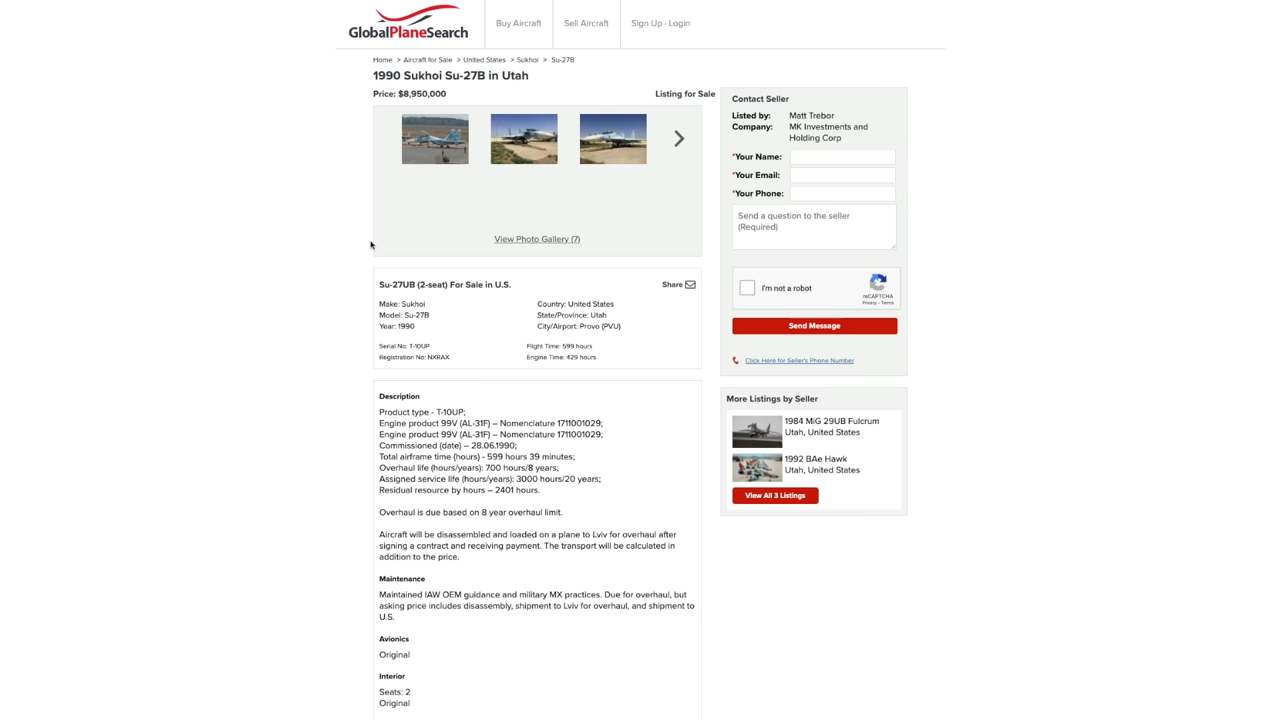 GlobalPlaneSearch
Buy Aircraft
Sell Aircraft
Sign Up - Login
Home > Aircraft for Sale > United States > Sukhoi > Su-27B
1990 Sukhoi Su-27B in Utah
Price: $8,950,000
Listing for Sale
View Photo Gallery (7)
Su-27UB (2-seat) For Sale in U.S.
Share
Make: Sukhoi
Country: United States
Model: Su-27B
State/Province: Utah
Year: 1990
City/Airport: Provo (PVU)
Serial No: T-10UP
Flight Time: 599 hours
Registration No: NXRAX
Engine Time: 429 hours
Description
Product type - T-10UP;
Engine product 99V (AL-31F) – Nomenclature 1711001029;
Engine product 99V (AL-31F) – Nomenclature 1711001029;
Commissioned (date) – 28.06.1990;
Total airframe time (hours) - 599 hours 39 minutes;
Overhaul life (hours/years): 700 hours/8 years;
Assigned service life (hours/years): 3000 hours/20 years;
Residual resource by hours – 2401 hours.
Overhaul is due based on 8 year overhaul limit.
Aircraft will be disassembled and loaded on a plane to Lviv for overhaul after
signing a contract and receiving payment. The transport will be calculated in
addition to the price.
Maintenance
Maintained IAW OEM guidance and military MX practices. Due for overhaul, but
asking price includes disassembly, shipment to Lviv for overhaul, and shipment to
U.S.
Avionics
Original
Interior
Seats: 2
Original
Contact Seller
Listed by: Matt Trebor
Company: MK Investments and
Holding Corp
*Your Name:
*Your Email:
*Your Phone:
Send a question to the seller
(Required)
I'm not a robot
reCAPTCHA
Privacy - Terms
Send Message
Click Here for Seller's Phone Number
More Listings by Seller
1984 MiG 29UB Fulcrum
Utah, United States
1992 BAe Hawk
Utah, United States
View All 3 Listings